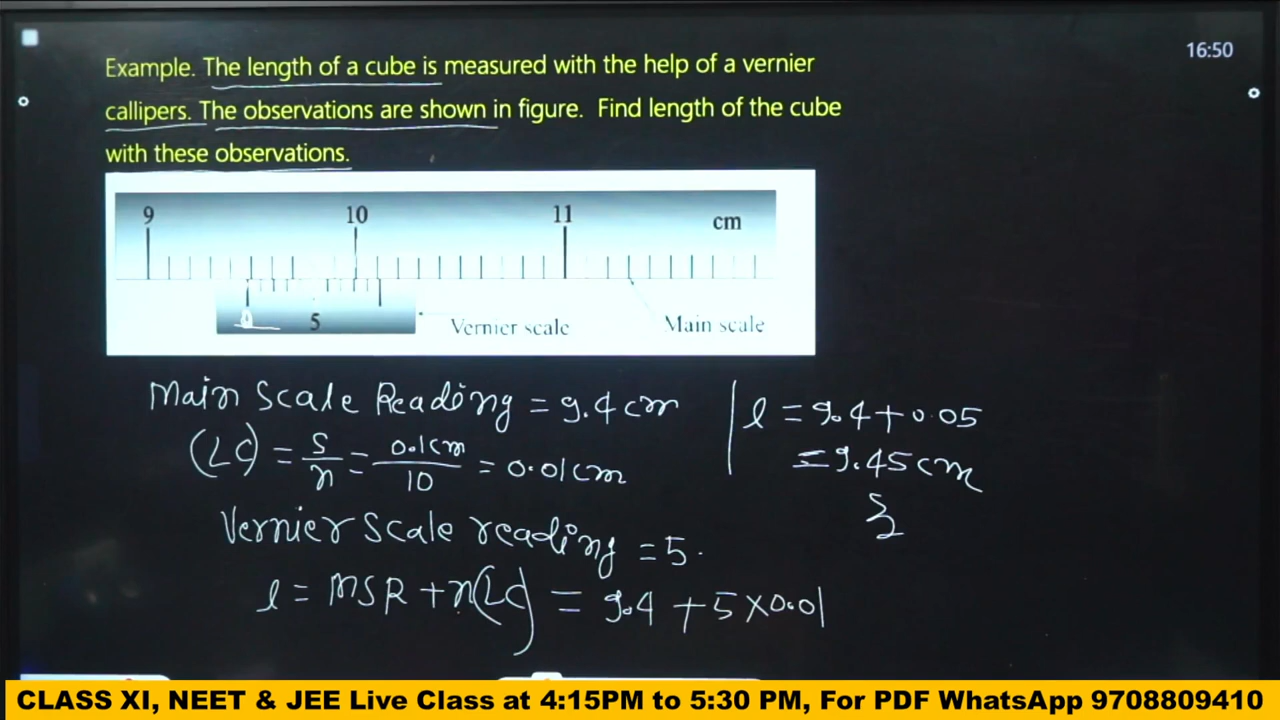 16:50
Example. The length of a cube is measured with the help of a vernier
callipers. The observations are shown in figure. Find length of the cube
with these observations.
9 10 11 cm
0 5 Vernier scale Main scale
Main Scale Reading = 9.4 cm
(LC) = S/n = 0.1cm/10 = 0.01cm
Vernier Scale reading = 5.
l = MSR + n(LC) = 9.4 + 5 × 0.01
l = 9.4 + 0.05
= 9.45 cm
CLASS XI, NEET & JEE Live Class at 4:15PM to 5:30 PM, For PDF WhatsApp 9708809410